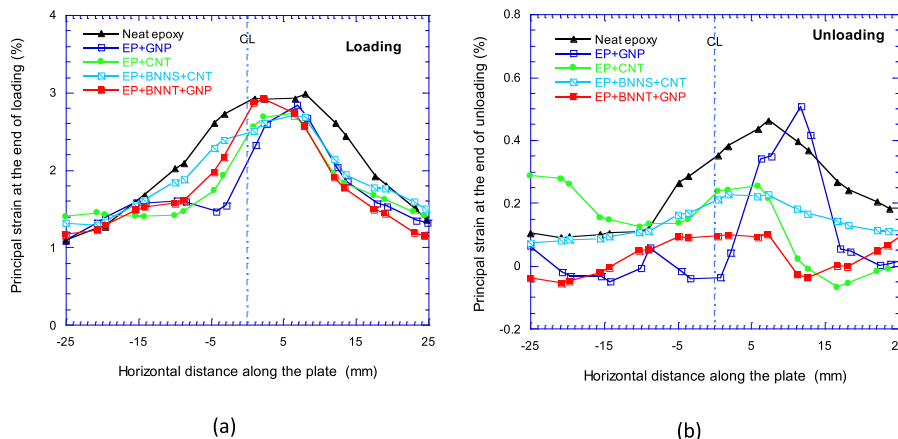 Neat epoxy
EP+GNP
EP+CNT
EP+BNNS+CNT
EP+BNNT+GNP
CL
Loading
Principal strain at the end of loading (%)
4
3
2
1
0
-25 -15 -5 5 15 25
Horizontal distance along the plate (mm)
(a)
Neat epoxy
EP+GNP
EP+CNT
EP+BNNS+CNT
EP+BNNT+GNP
CL
Unloading
Principal strain at the end of unloading (%)
0.8
0.6
0.4
0.2
0
-0.2
-25 -15 -5 5 15
Horizontal distance along the plate (mm)
(b)